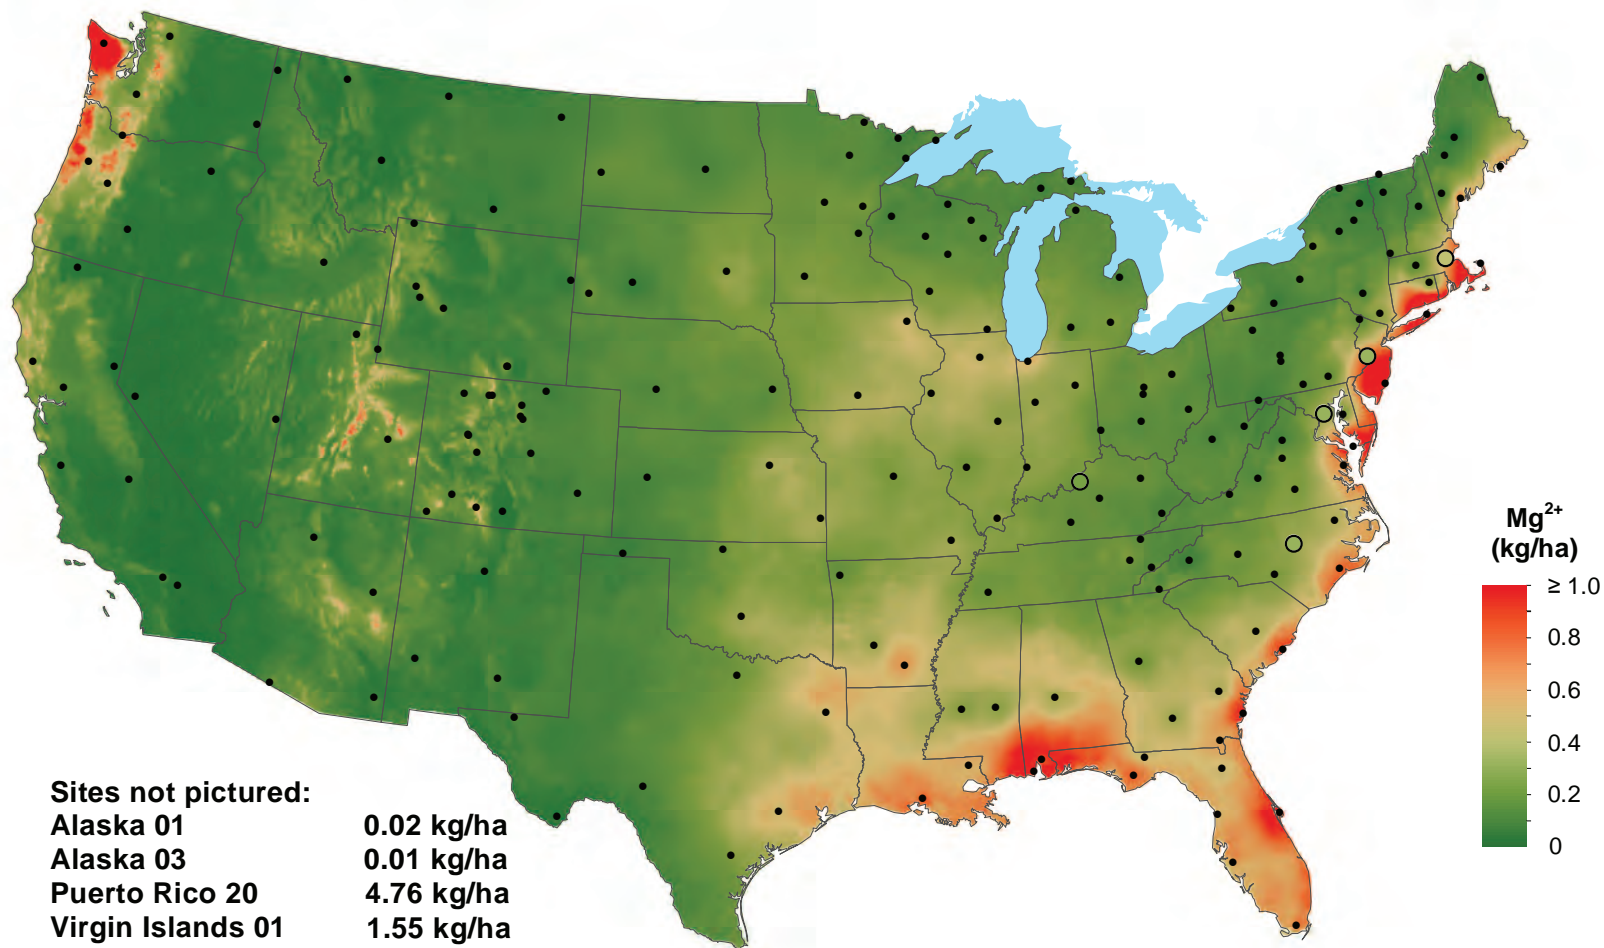 Mg2+
(kg/ha)
≥ 1.0
0.8
0.6
0.4
0.2
0
Sites not pictured:
Alaska 01 0.02 kg/ha
Alaska 03 0.01 kg/ha
Puerto Rico 20 4.76 kg/ha
Virgin Islands 01 1.55 kg/ha